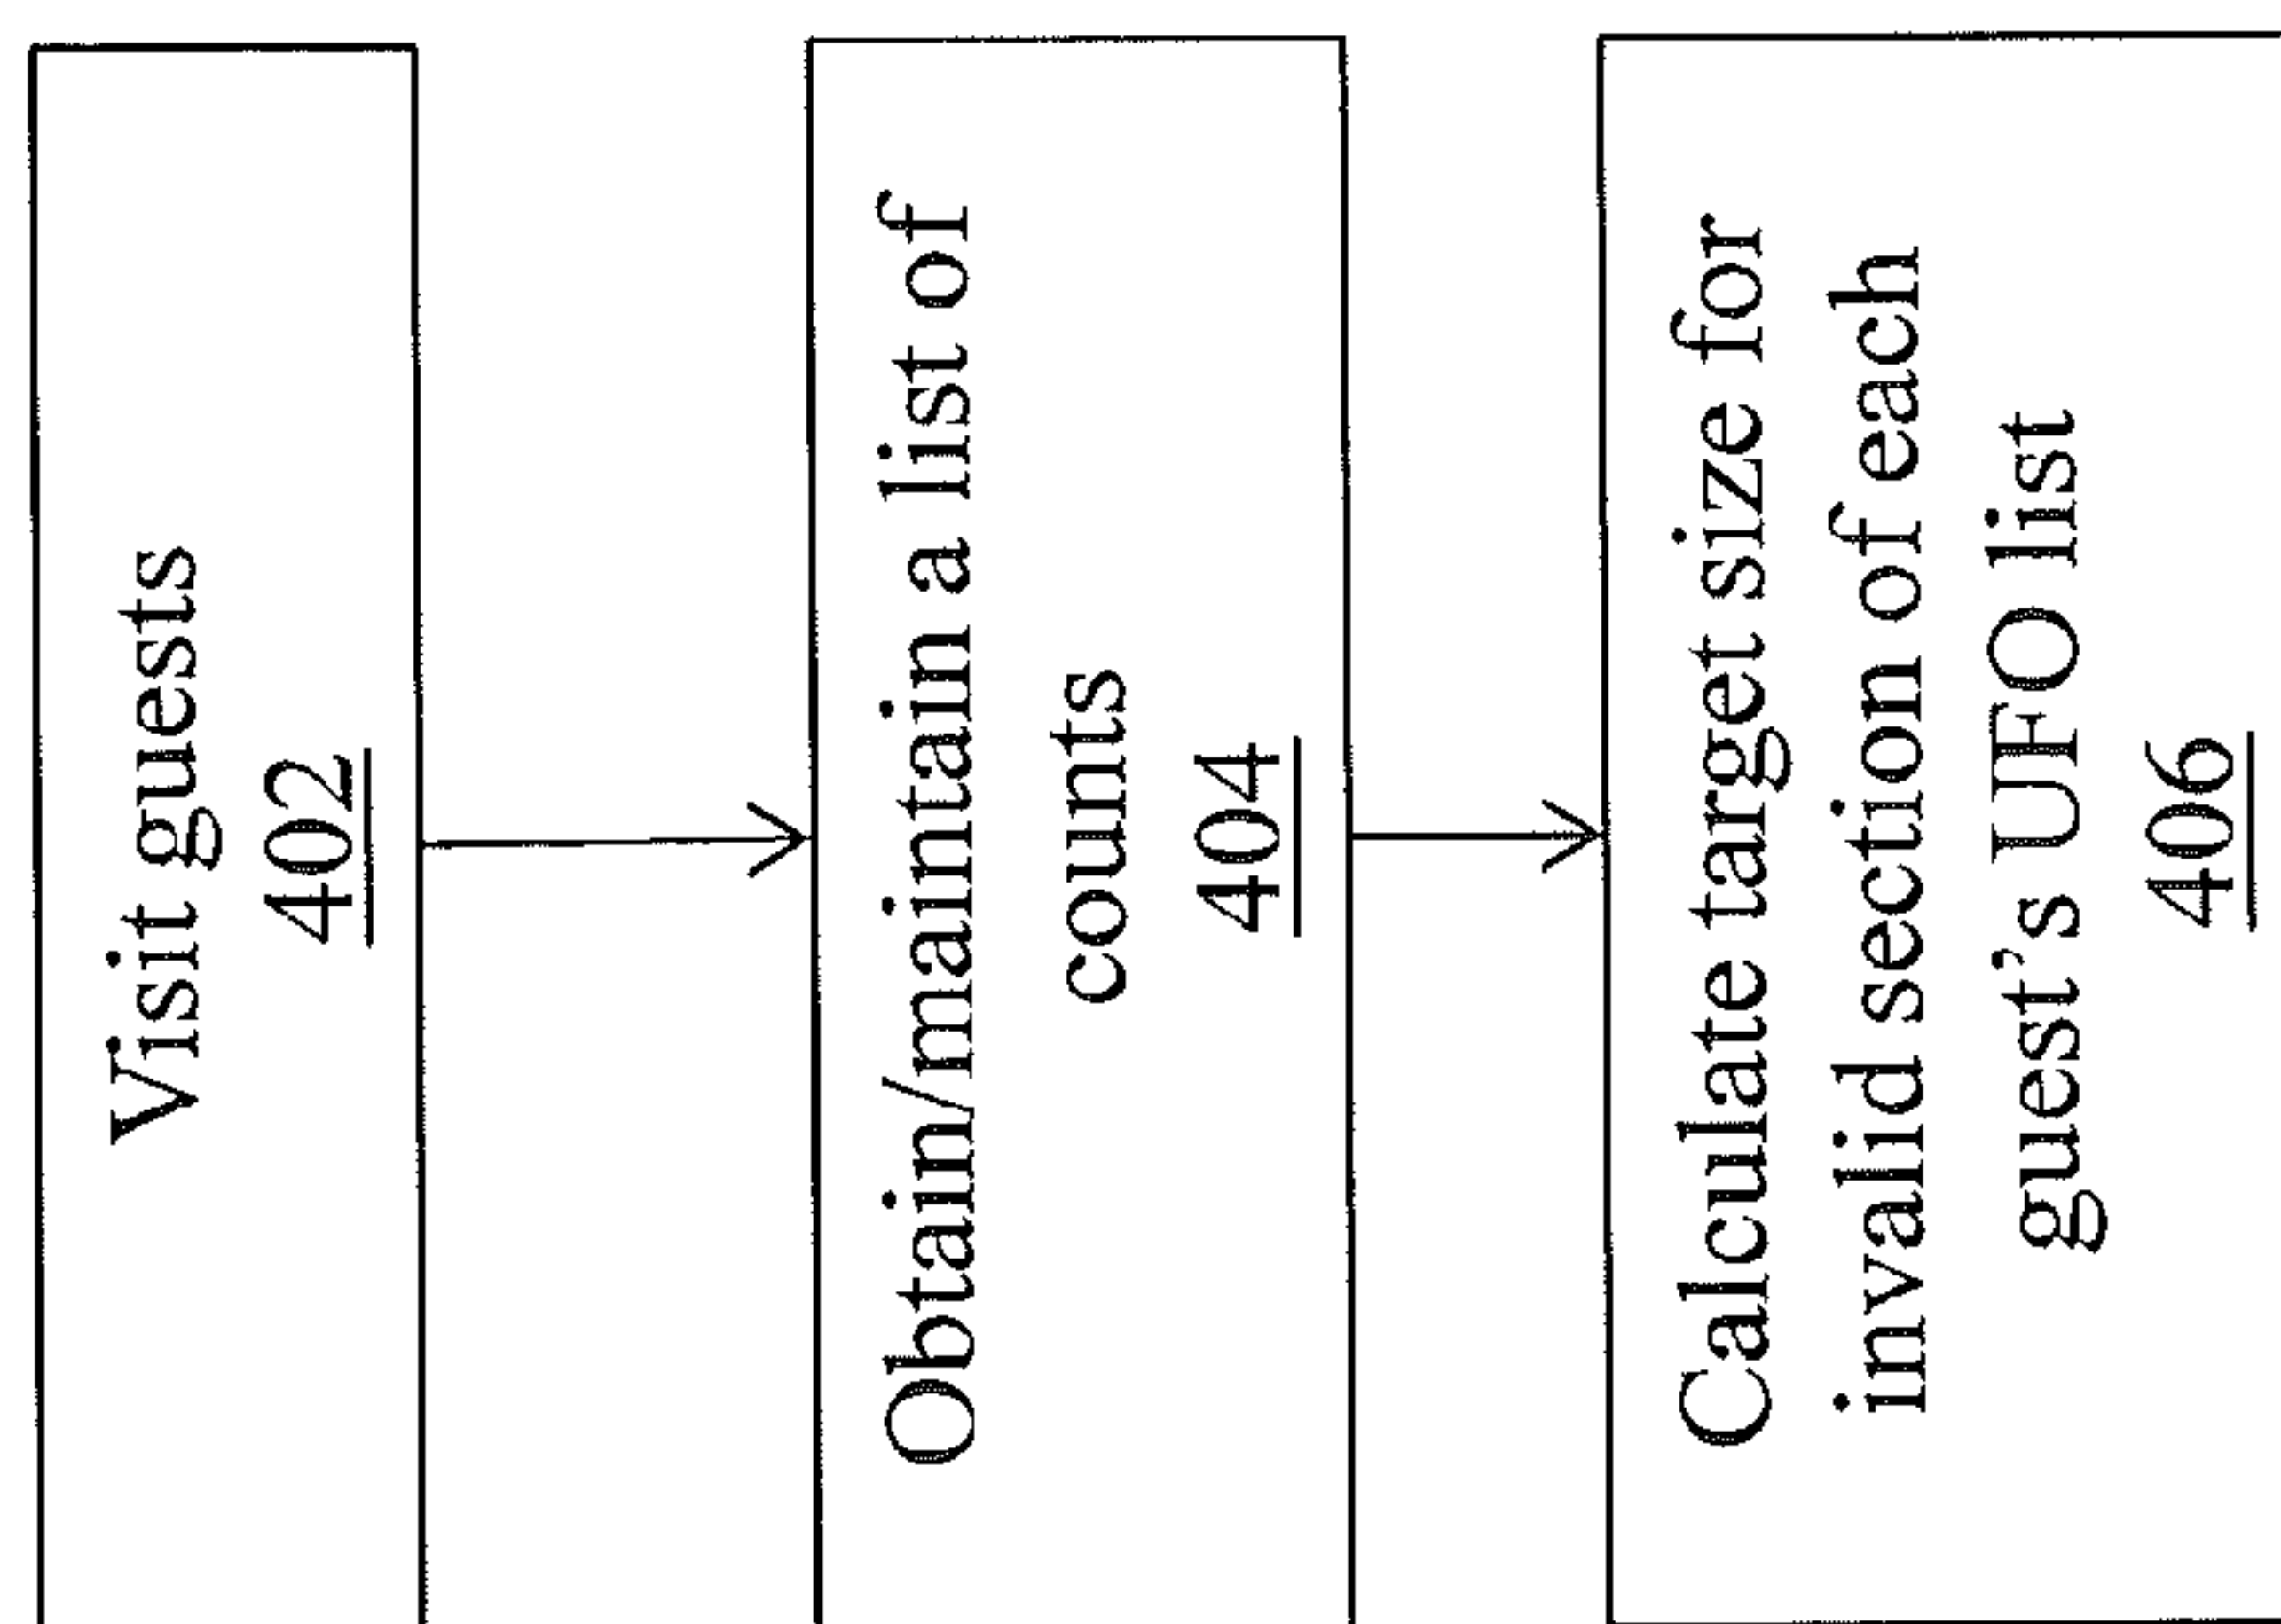 Visit guests
402
Obtain/maintain a list of
counts
404
Calculate target size for
invalid section of each
guest’s UFO list
406